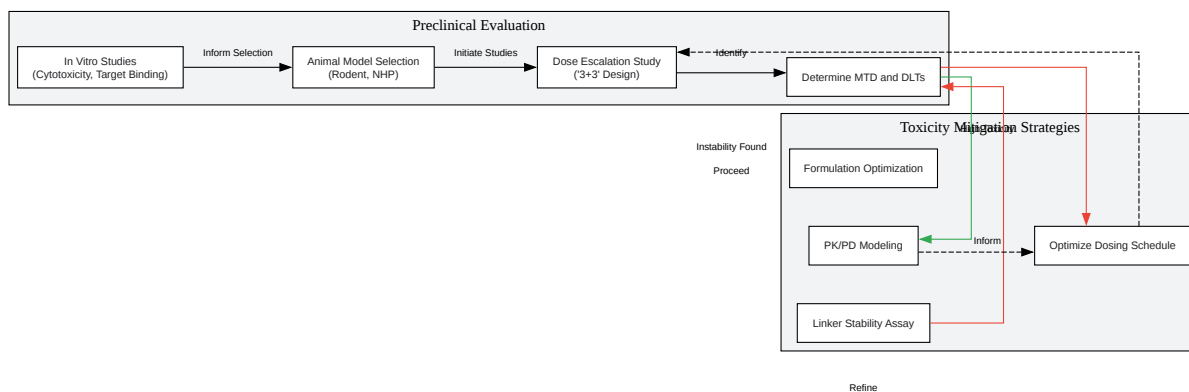 Preclinical Evaluation
In Vitro Studies
(Cytotoxicity, Target Binding)
Inform Selection
Animal Model Selection
(Rodent, NHP)
Initiate Studies
Dose Escalation Study
('3+3' Design)
Identify
Determine MTD and DLTs
Toxicity Mitigation Strategies
Instability Found
Proceed
Formulation Optimization
PK/PD Modeling
Inform
Optimize Dosing Schedule
Linker Stability Assay
Refine